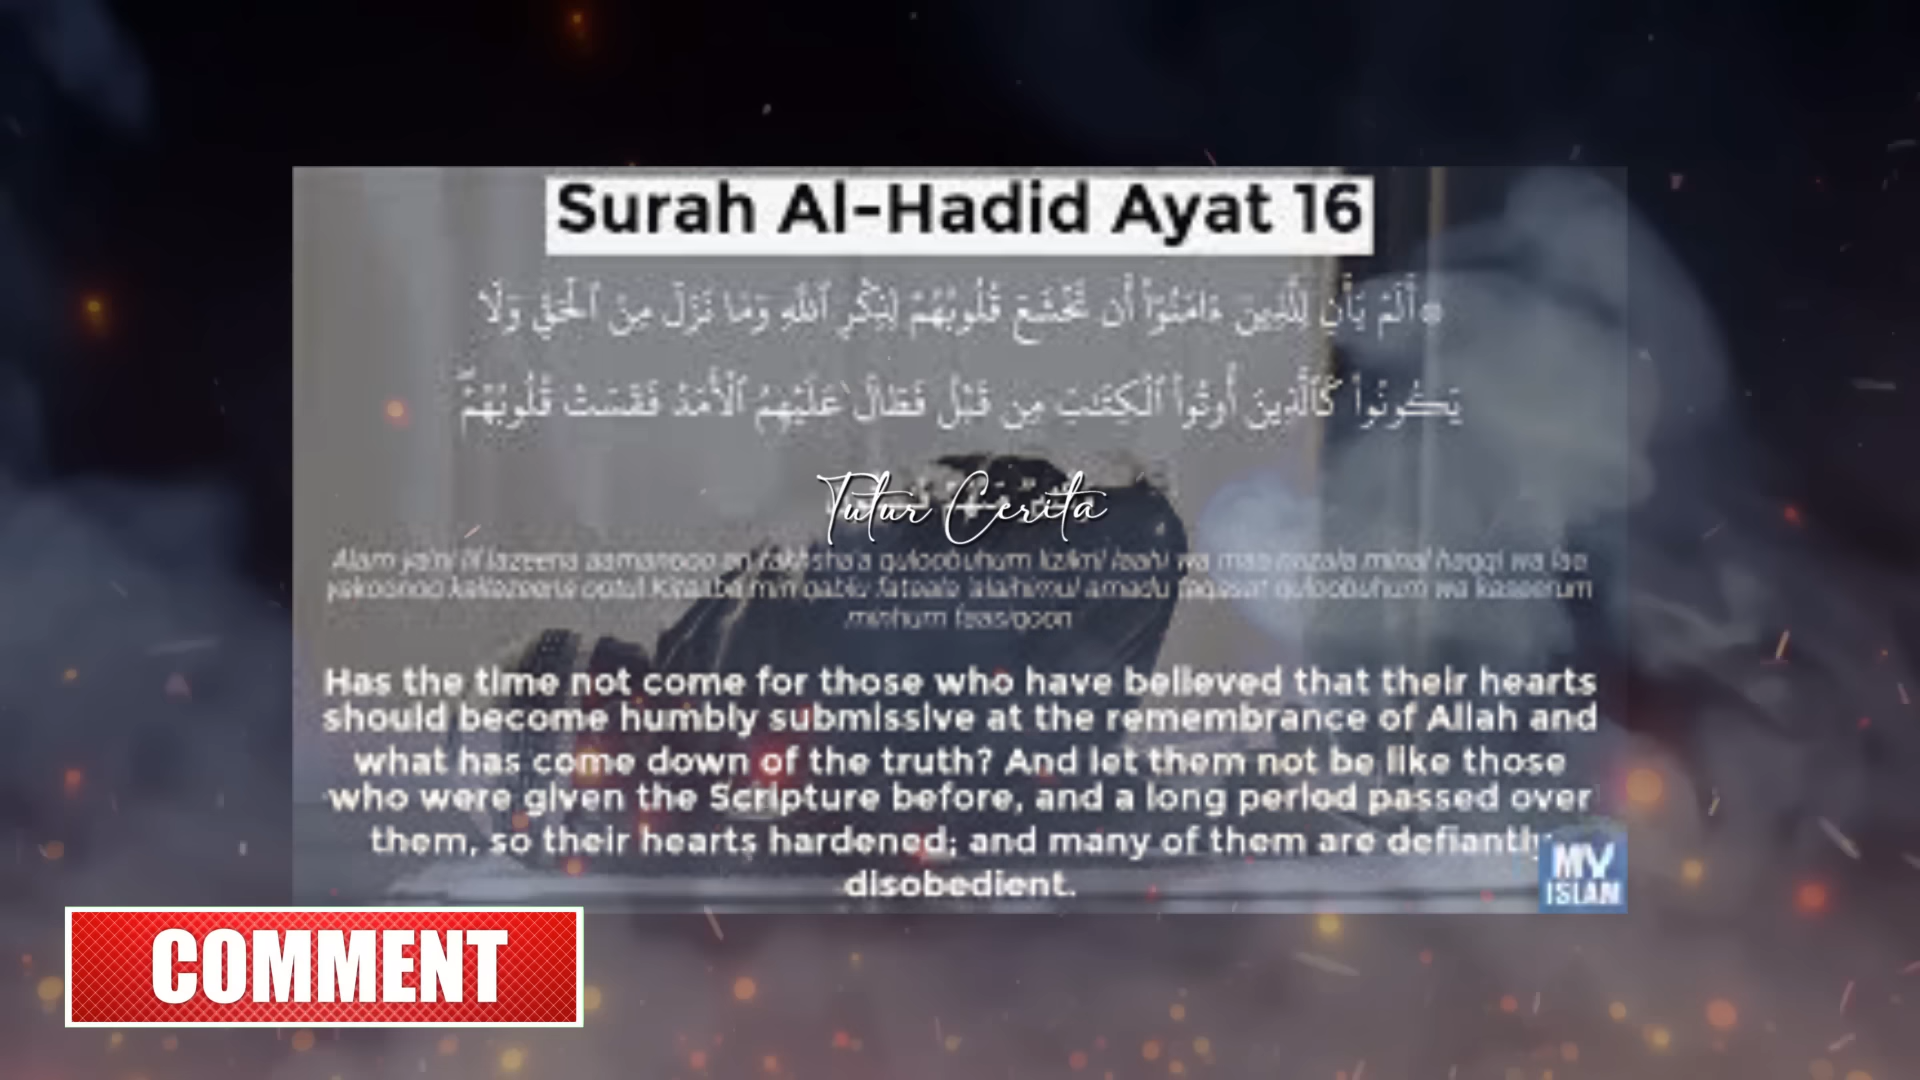 Surah Al-Hadid Ayat 16
۞أَلَمْ يَأْنِ لِلَّذِينَ ءَامَنُوٓا۟ أَن تَخْشَعَ قُلُوبُهُمْ لِذِكْرِ ٱللَّهِ وَمَا نَزَلَ مِنَ ٱلْحَقِّ وَلَا
يَكُونُوا۟ كَٱلَّذِينَ أُوتُوا۟ ٱلْكِتَٰبَ مِن قَبْلُ فَطَالَ عَلَيْهِمُ ٱلْأَمَدُ فَقَسَتْ قُلُوبُهُمْ ۖ
Tutur Cerita
Has the time not come for those who have believed that their hearts
should become humbly submissive at the remembrance of Allah and
what has come down of the truth? And let them not be like those
who were given the Scripture before, and a long period passed over
them, so their hearts hardened; and many of them are defiantly
disobedient.
MY
ISLAM
COMMENT